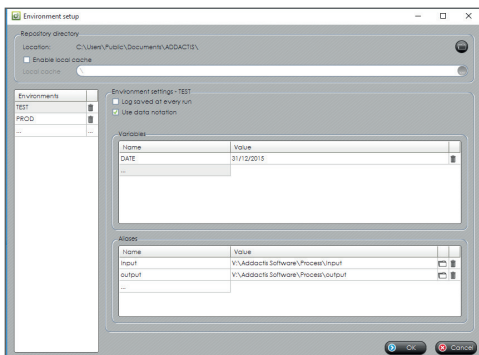 Environment setup
Repository directory
Location: C:\Users\Public\Documents\ADDACTIS\
Enable local cache
Local cache \
Environments
TEST
PROD
... ...
Environment settings - TEST
Log saved at every run
Use data notation
Variables
Name Value
DATE 31/12/2015
...
Aliases
Name Value
input V:\Addactis Software\Process\input
output V:\Addactis Software\Process\output
...
OK Cancel